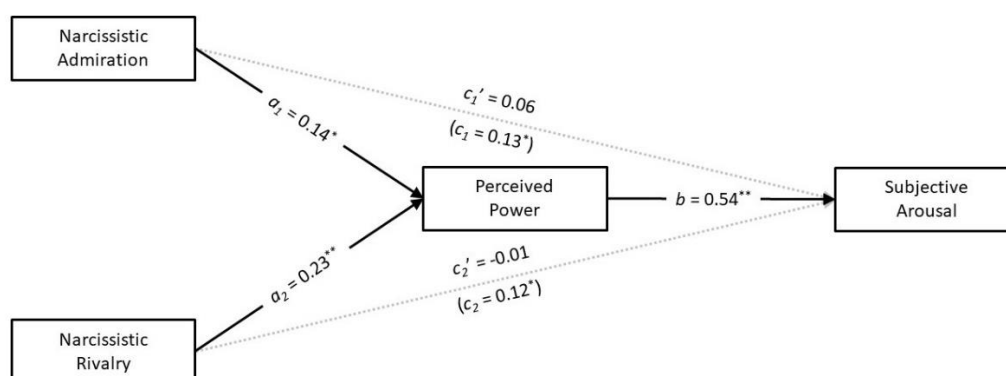 Narcissistic
Admiration
a₁ = 0.14*
c₁' = 0.06
(c₁ = 0.13*)
Perceived
Power
b = 0.54**
Subjective
Arousal
a₂ = 0.23**
c₂' = -0.01
(c₂ = 0.12*)
Narcissistic
Rivalry